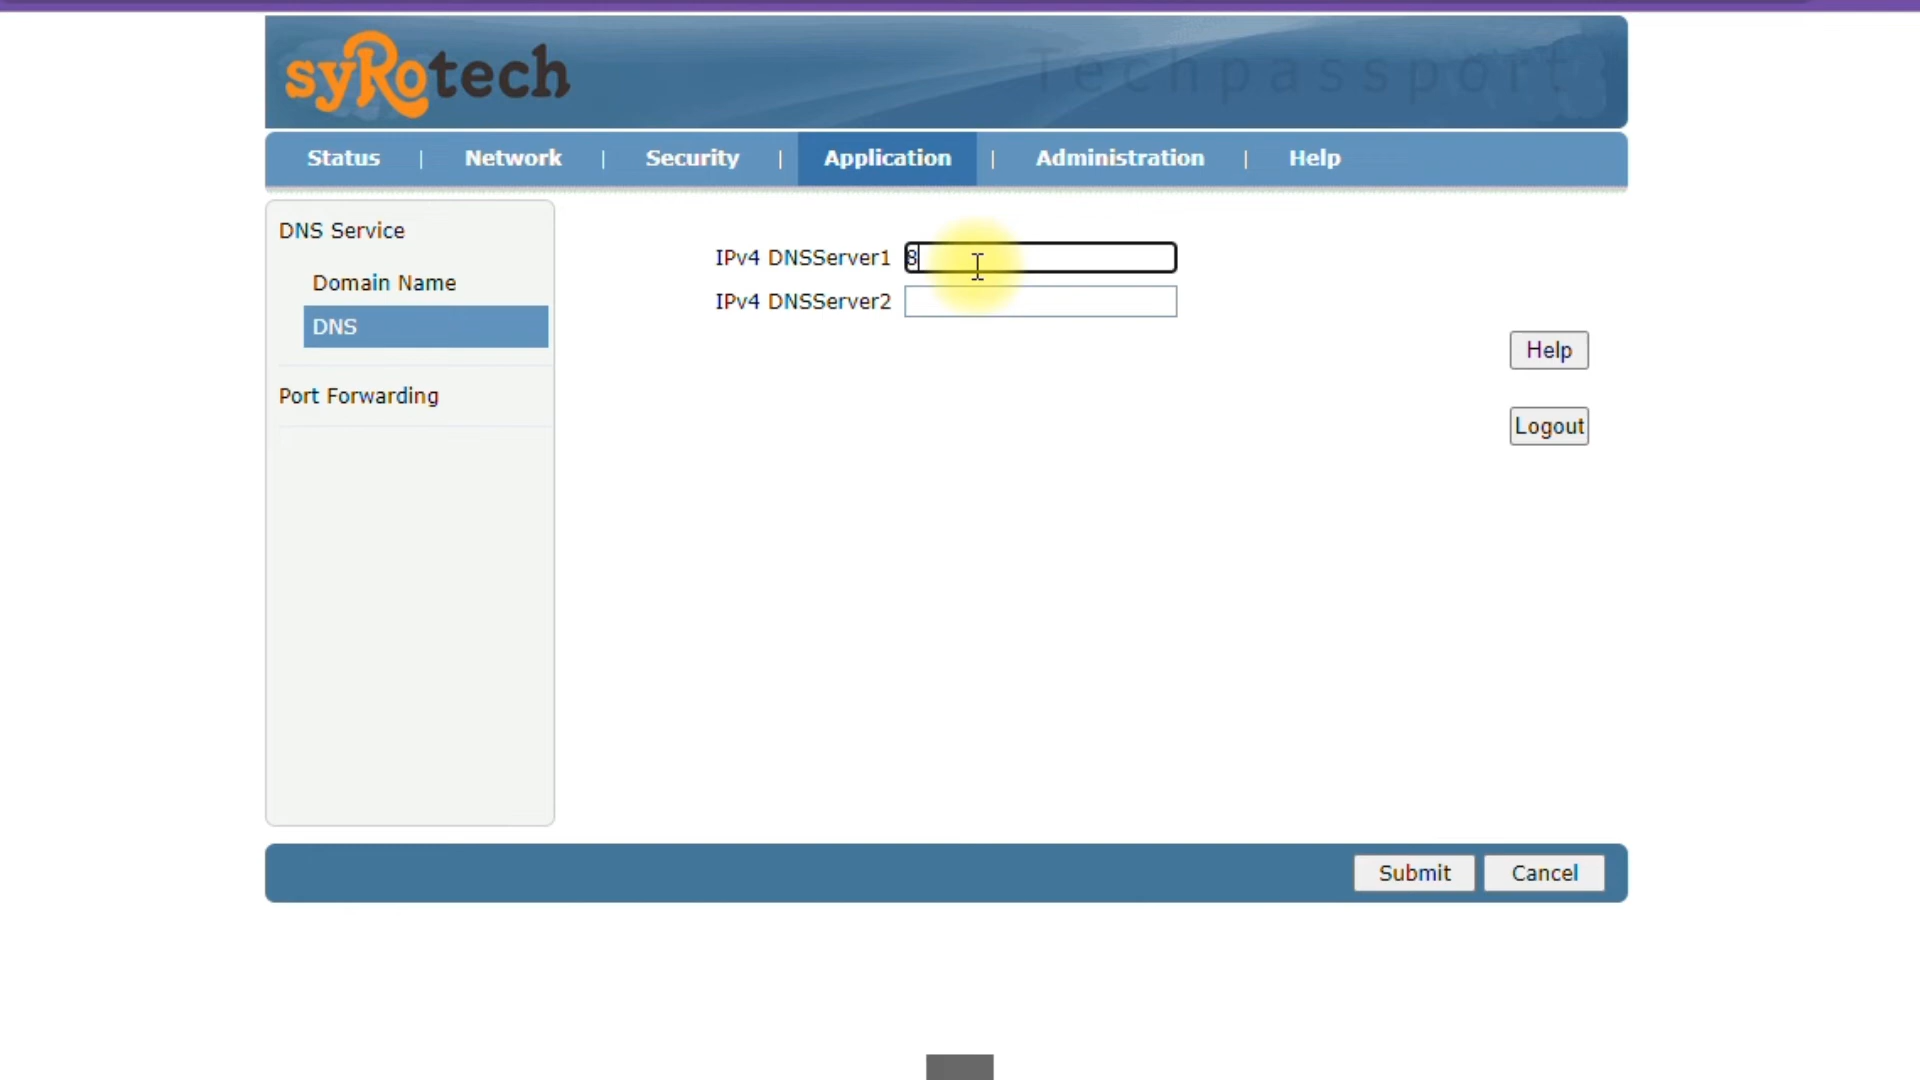 syRotech
Techpassport
Status | Network | Security | Application | Administration | Help
DNS Service
Domain Name
DNS
Port Forwarding
IPv4 DNSServer1 8
IPv4 DNSServer2
Help
Logout
Submit Cancel